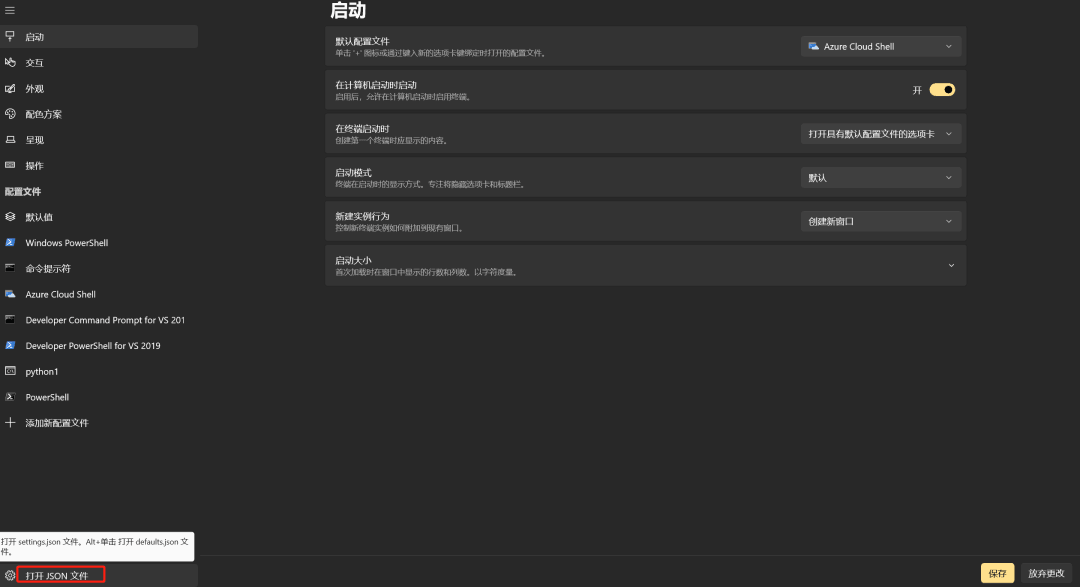 启动
交互
外观
配色方案
呈现
操作
配置文件
默认值
Windows PowerShell
命令提示符
Azure Cloud Shell
Developer Command Prompt for VS 201
Developer PowerShell for VS 2019
python1
PowerShell
添加新配置文件
打开 settings.json 文件。Alt+单击 打开 defaults.json 文
件。
打开 JSON 文件
启动
默认配置文件
单击 '+' 图标或通过键入新的选项卡键绑定时打开的配置文件。
Azure Cloud Shell
在计算机启动时启动
启用后，允许在计算机启动时启用终端。
开
在终端启动时
创建第一个终端时应显示的内容。
打开具有默认配置文件的选项卡
启动模式
终端在启动时的显示方式。专注将隐藏选项卡和标题栏。
默认
新建实例行为
控制新终端实例如何附加到现有窗口。
创建新窗口
启动大小
首次加载时在窗口中显示的行数和列数。以字符度量。
保存
放弃更改